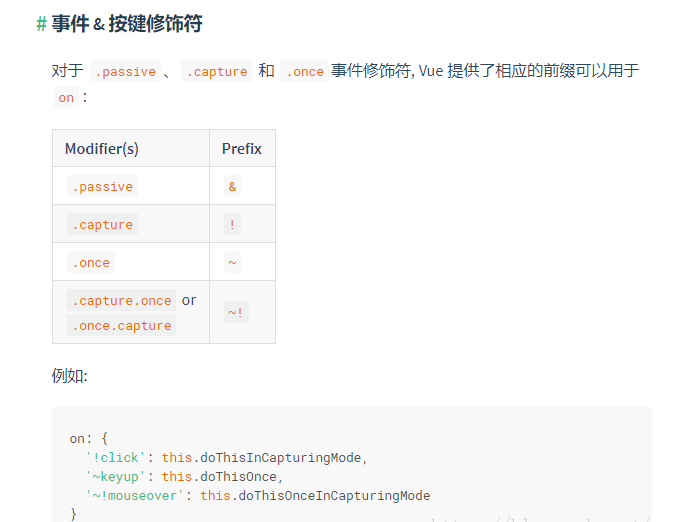 # 事件 & 按键修饰符
对于 .passive 、 .capture 和 .once 事件修饰符, Vue 提供了相应的前缀可以用于
on :
Modifier(s) Prefix
.passive &
.capture !
.once ~
.capture.once or
.once.capture ~!
例如:
on: {
'!click': this.doThisInCapturingMode,
'~keyup': this.doThisOnce,
'~!mouseover': this.doThisOnceInCapturingMode
}